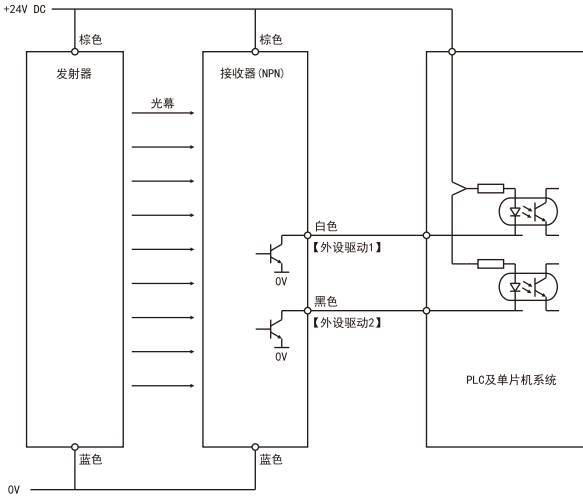 +24V DC
棕色
棕色
发射器
接收器(NPN)
光幕
白色
【外设驱动1】
0V
黑色
【外设驱动2】
0V
PLC及单片机系统
蓝色
蓝色
0V